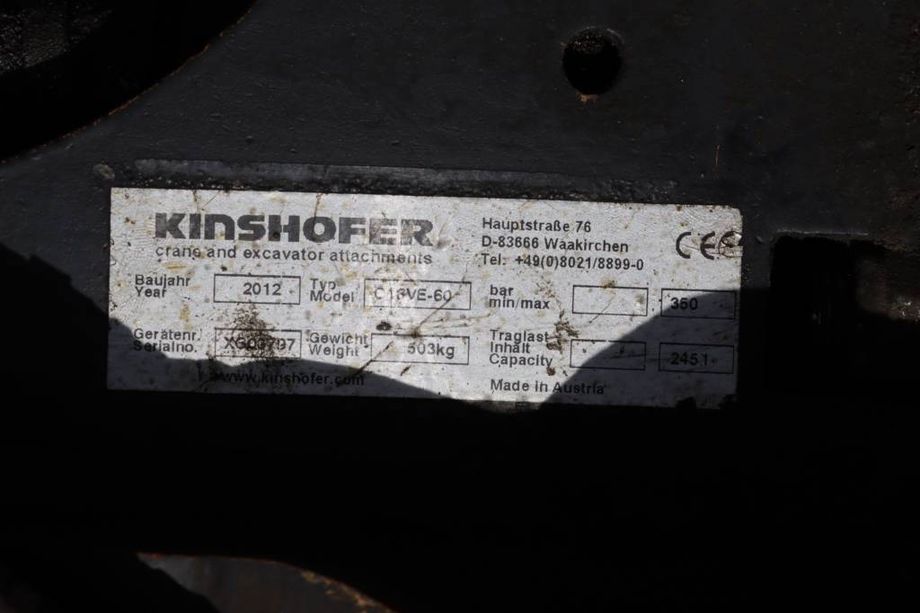 KINSHOFER
crane and excavator attachments
Hauptstraße 76
D-83666 Waakirchen
Tel: +49(0)8021/8899-0
CE
Baujahr
Year
2012
Typ
Model
bar
min/max
350
Gerätenr.
Serialno.
Gewicht
Weight
503kg
Traglast
Inhalt
Capacity
www.kinshofer.com
Made in Austria